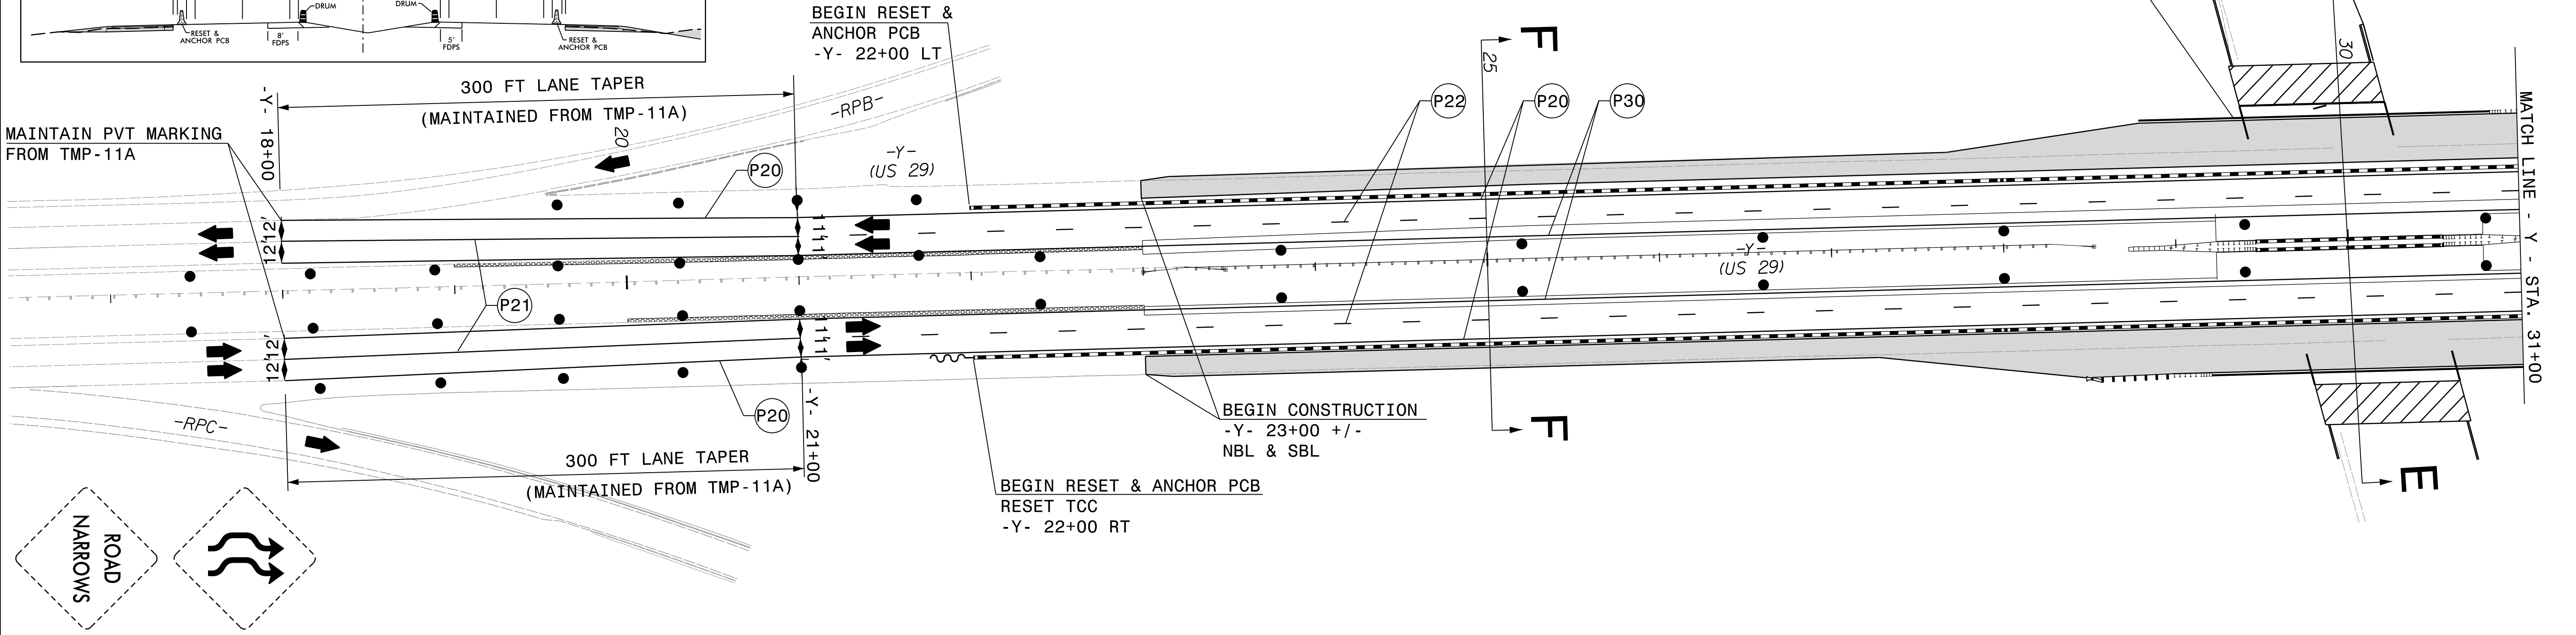 DRUM
DRUM
RESET &
ANCHOR PCB
8'
FDPS
5'
FDPS
RESET &
ANCHOR PCB
BEGIN RESET &
ANCHOR PCB
-Y- 22+00 LT
300 FT LANE TAPER
(MAINTAINED FROM TMP-11A)
-Y- 18+00
MAINTAIN PVT MARKING
FROM TMP-11A
20
-RPB-
-Y-
(US 29)
P20
F
25
P22
P20
P30
30
MATCH LINE -Y- STA. 31+00
12'
12'
11'
11'
-Y-
(US 29)
P21
12'
12'
11'
11'
P20
-Y- 21+00
-RPC-
300 FT LANE TAPER
(MAINTAINED FROM TMP-11A)
BEGIN CONSTRUCTION
-Y- 23+00 +/-
NBL & SBL
F
BEGIN RESET & ANCHOR PCB
RESET TCC
-Y- 22+00 RT
E
ROAD
NARROWS